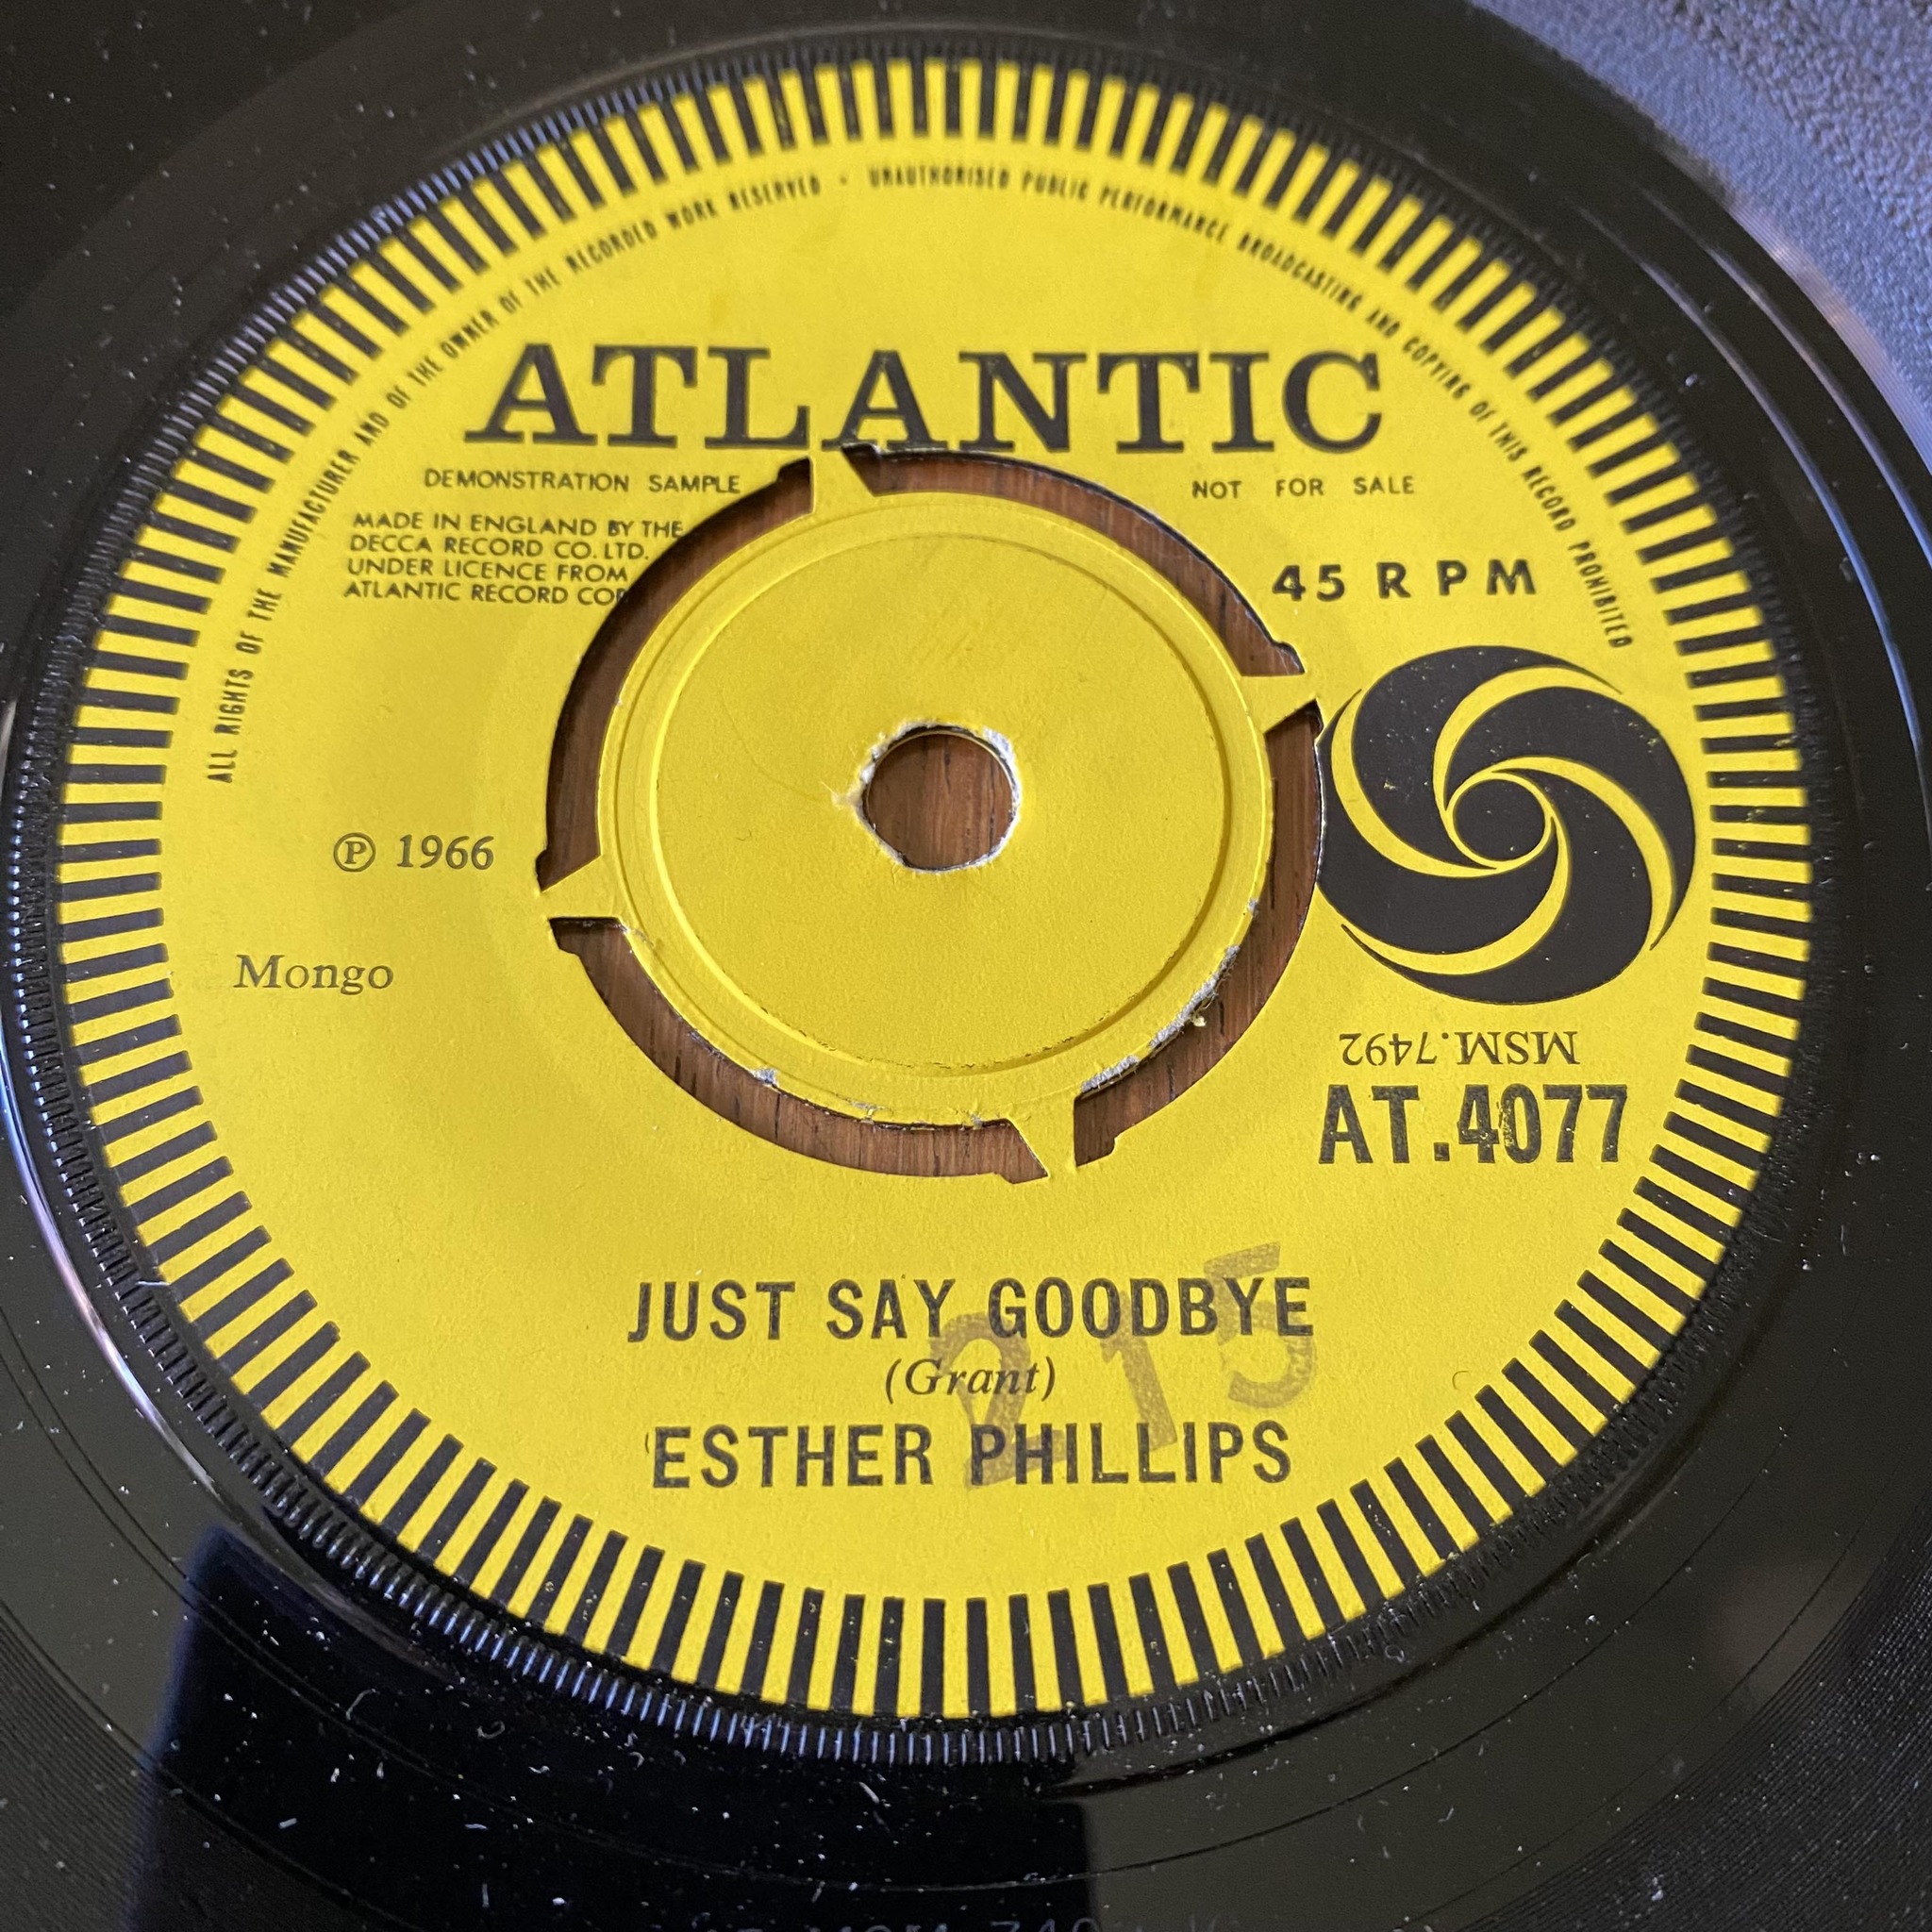 ALL RIGHTS OF THE MANUFACTURER AND OF THE OWNER OF THE RECORDED WORK RESERVED · UNAUTHORISED PUBLIC PERFORMANCE BROADCASTING AND COPYING OF THIS RECORD PROHIBITED
ATLANTIC
DEMONSTRATION SAMPLE NOT FOR SALE
MADE IN ENGLAND BY THE
DECCA RECORD CO. LTD.
UNDER LICENCE FROM
ATLANTIC RECORD COR
45 RPM
Ⓟ 1966
Mongo
MSM.7492
AT.4077
JUST SAY GOODBYE
215
(Grant)
ESTHER PHILLIPS